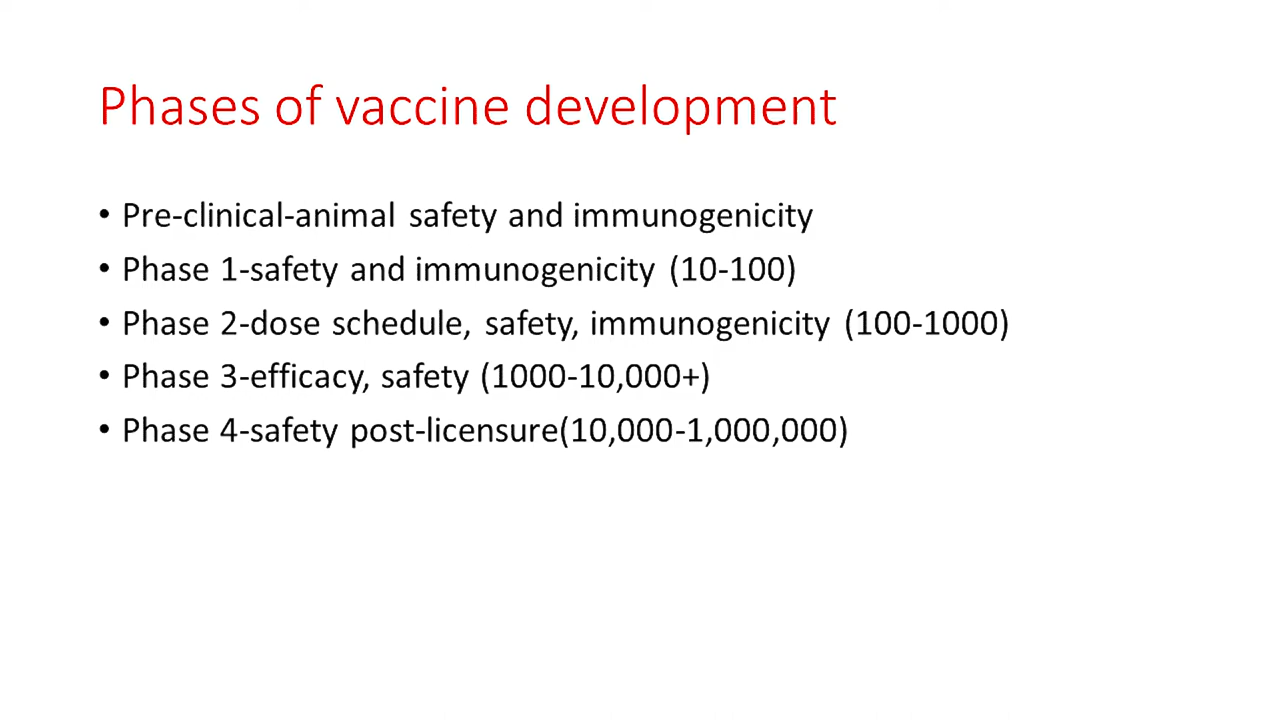 Phases of vaccine development
• Pre-clinical-animal safety and immunogenicity
• Phase 1-safety and immunogenicity (10-100)
• Phase 2-dose schedule, safety, immunogenicity (100-1000)
• Phase 3-efficacy, safety (1000-10,000+)
• Phase 4-safety post-licensure(10,000-1,000,000)